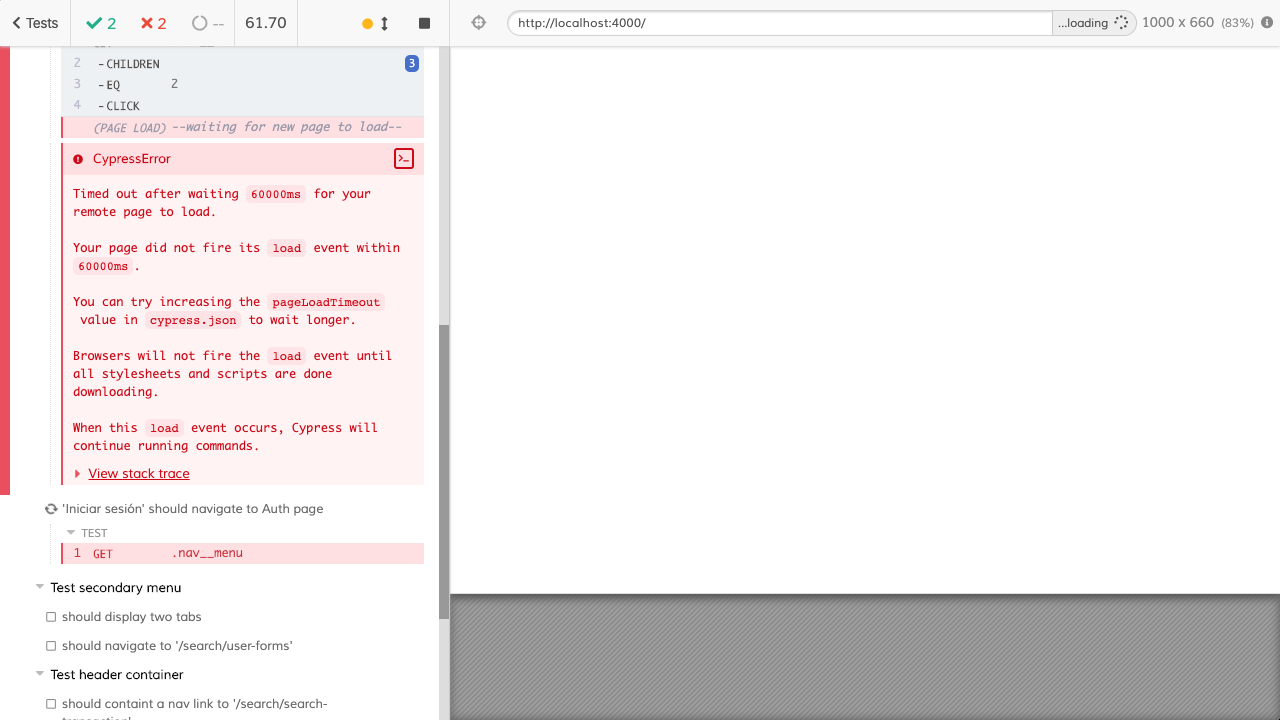 Tests 2 2 -- 61.70
http://localhost:4000/ ...loading 1000 x 660 (83%)
2 -CHILDREN 3
3 -EQ 2
4 -CLICK
(PAGE LOAD) --waiting for new page to load--
CypressError
Timed out after waiting 60000ms for your
remote page to load.
Your page did not fire its load event within
60000ms.
You can try increasing the pageLoadTimeout
value in cypress.json to wait longer.
Browsers will not fire the load event until
all stylesheets and scripts are done
downloading.
When this load event occurs, Cypress will
continue running commands.
View stack trace
'Iniciar sesión' should navigate to Auth page
TEST
1 GET .nav__menu
Test secondary menu
should display two tabs
should navigate to '/search/user-forms'
Test header container
should containt a nav link to '/search/search-
transaction'